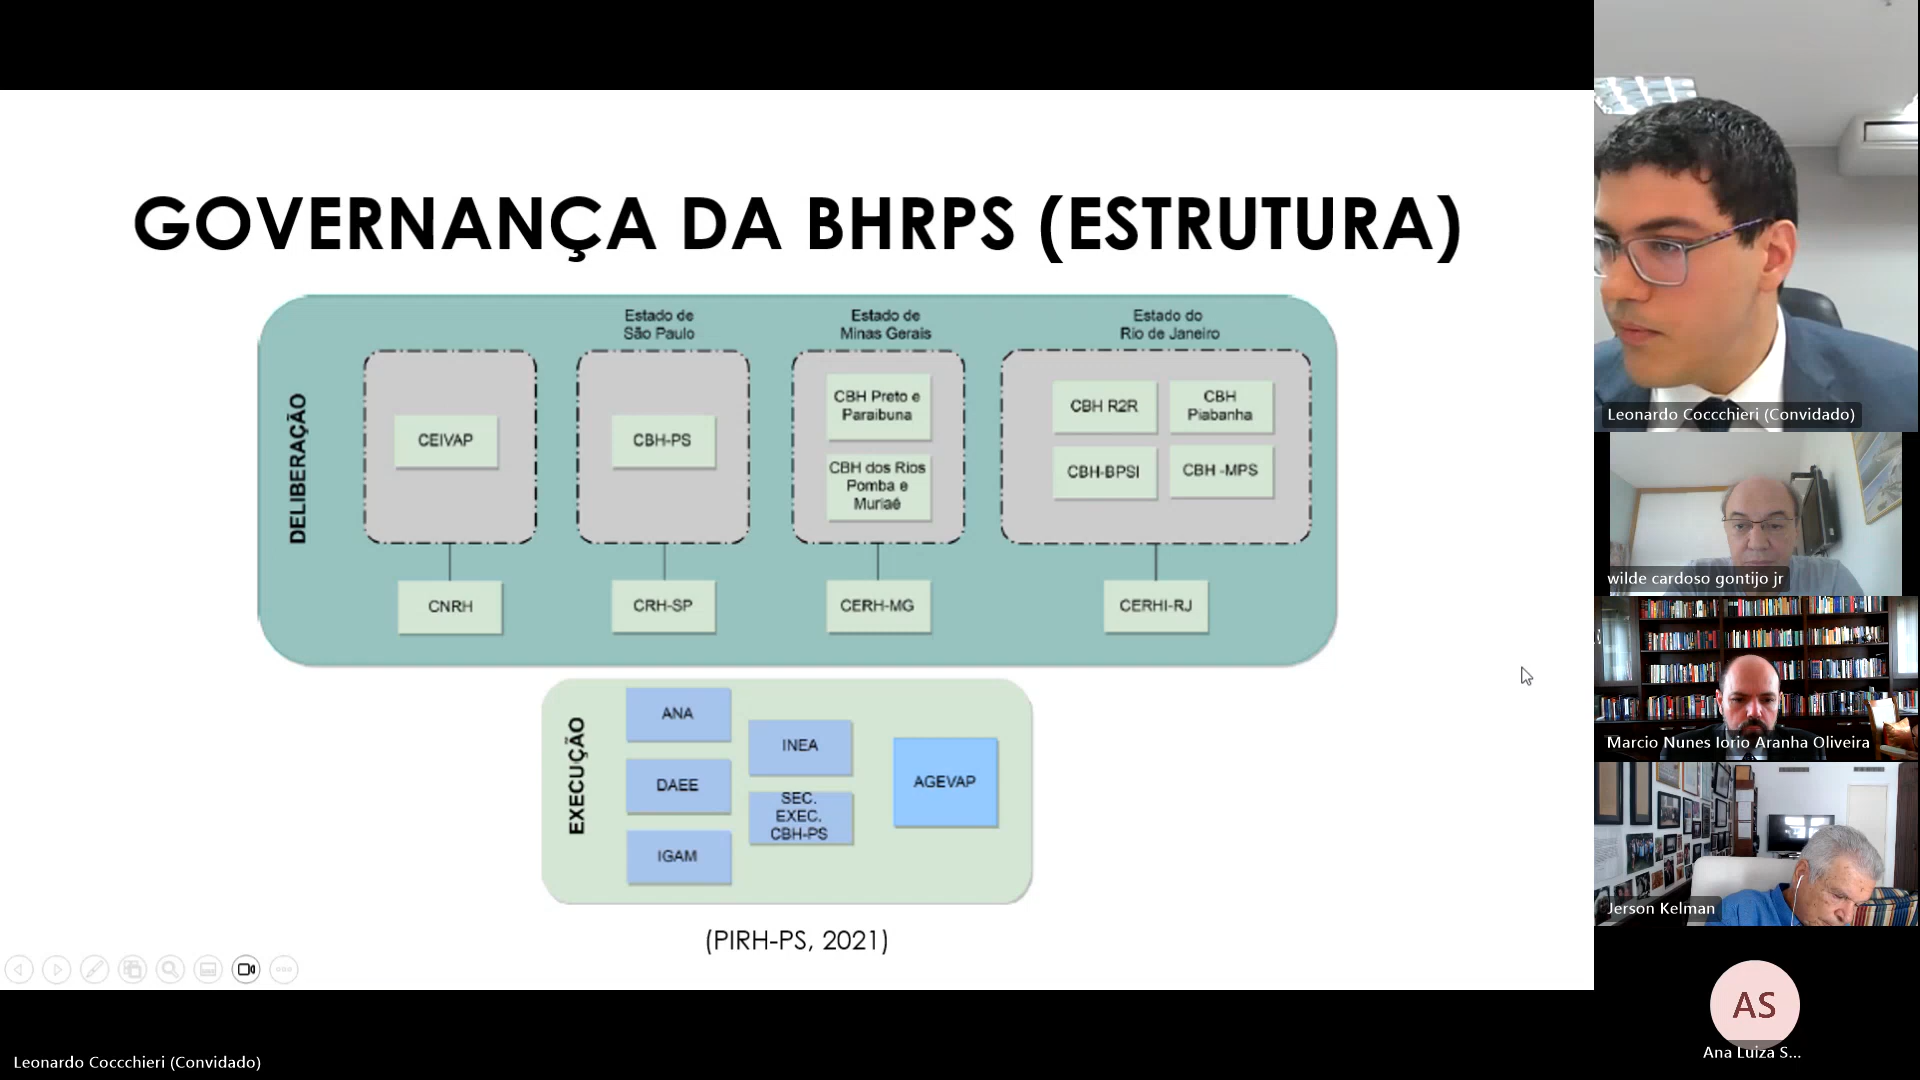 GOVERNANÇA DA BHRPS (ESTRUTURA)
DELIBERAÇÃO
Estado de
São Paulo
Estado de
Minas Gerais
Estado do
Rio de Janeiro
CEIVAP
CBH-PS
CBH Preto e
Paraibuna
CBH dos Rios
Pomba e
Muriaé
CBH R2R
CBH
Piabanha
CBH-BPSI
CBH -MPS
CNRH
CRH-SP
CERH-MG
CERHI-RJ
EXECUÇÃO
ANA
DAEE
IGAM
INEA
SEC.
EXEC.
CBH-PS
AGEVAP
(PIRH-PS, 2021)
Leonardo Coccchieri (Convidado)
wilde cardoso gontijo jr
Marcio Nunes Iorio Aranha Oliveira
Jerson Kelman
AS
Ana Luiza S...
Leonardo Coccchieri (Convidado)